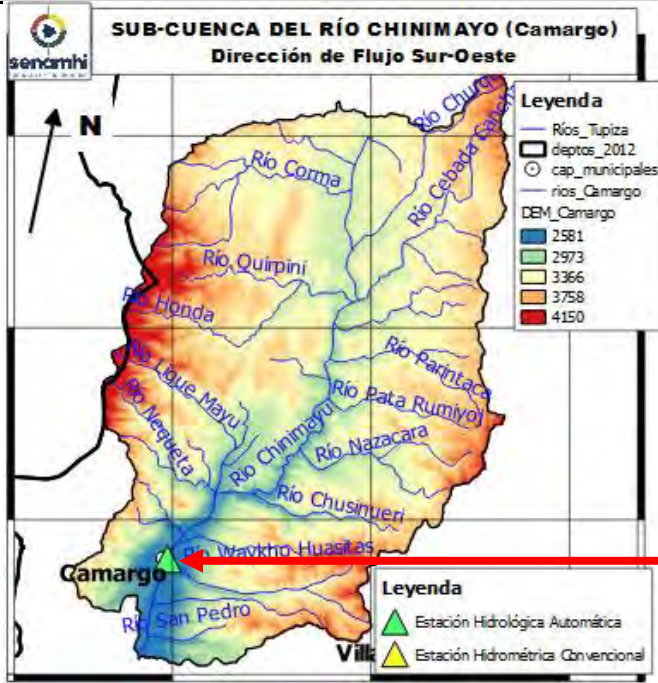 senamhi
SUB-CUENCA DEL RÍO CHINIMAYO (Camargo)
Dirección de Flujo Sur-Oeste
N
Leyenda
Ríos_Tupiza
deptos_2012
cap_municipales
rios_Camargo
DEM_Camargo
2581
2973
3366
3758
4150
Río Churq
Río Cebada Cancha
Río Corma
Río Quirpini
Río Honda
Río Lique Mayu
Río Nequeta
Río Chinimayu
Río Parintaca
Río Pata Rumiyoj
Río Nazacara
Río Chusinueri
Río Waykho Huasitas
Camargo
Río San Pedro
Villa
Leyenda
Estación Hidrológica Automática
Estación Hidrométrica Convencional